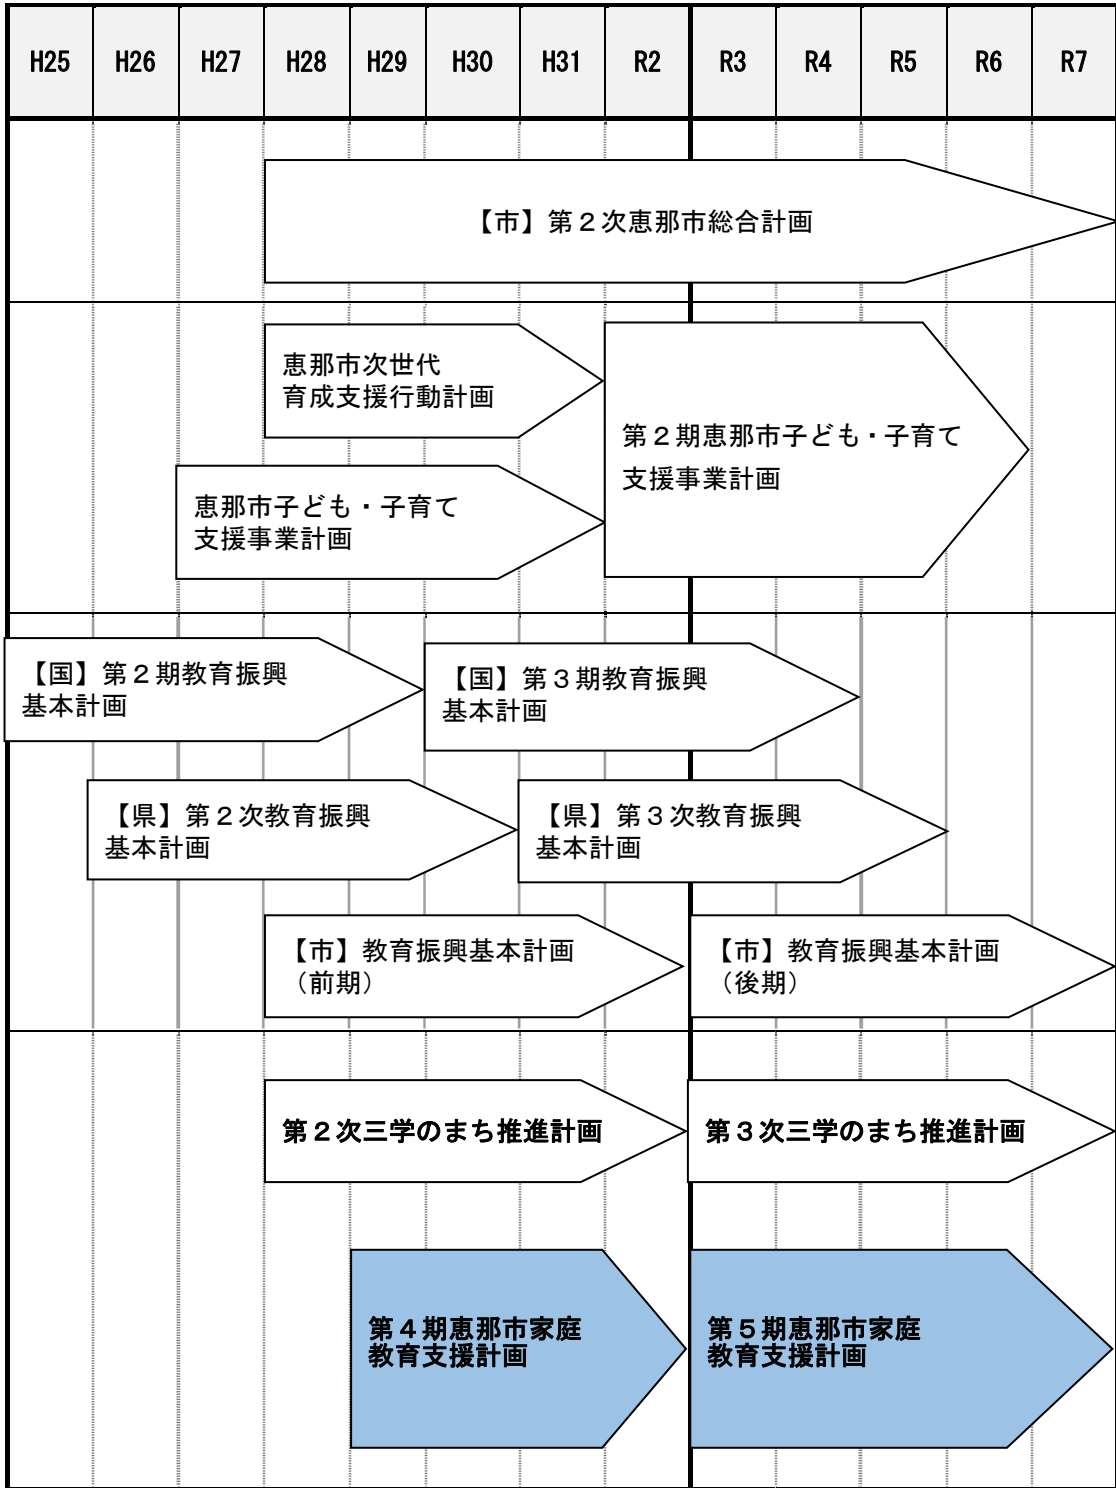 H25 H26 H27 H28 H29 H30 H31 R2 R3 R4 R5 R6 R7
【市】第２次恵那市総合計画
恵那市次世代
育成支援行動計画
第２期恵那市子ども・子育て
支援事業計画
恵那市子ども・子育て
支援事業計画
【国】第２期教育振興
基本計画
【国】第３期教育振興
基本計画
【県】第２次教育振興
基本計画
【県】第３次教育振興
基本計画
【市】教育振興基本計画
（前期）
【市】教育振興基本計画
（後期）
第２次三学のまち推進計画
第３次三学のまち推進計画
第４期恵那市家庭
教育支援計画
第５期恵那市家庭
教育支援計画